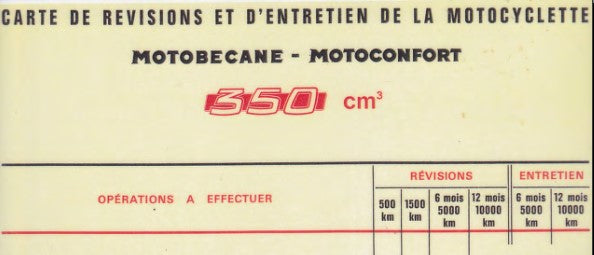 CARTE DE REVISIONS ET D'ENTRETIEN DE LA MOTOCYCLETTE
MOTOBECANE - MOTOCONFORT
350 cm³
RÉVISIONS ENTRETIEN
OPÉRATIONS A EFFECTUER
500 km
1500 km
6 mois 5000 km
12 mois 10000 km
6 mois 5000 km
12 mois 10000 km